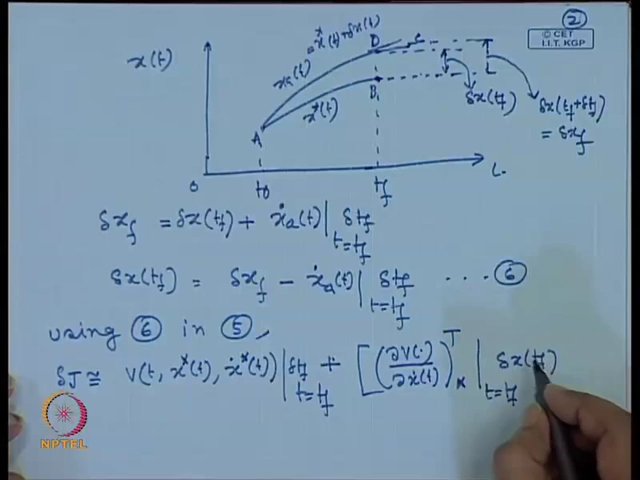 2
© CET
I.I.T. KGP
x(t)
xa(t) = x*(t) + δx(t)
D
C
x*(t)
B
A
δx(tf)
δx(tf + δtf)
= δxf
0
t0
tf
t
δxf = δx(tf) + ẋa(t)|t=tf δtf
δx(tf) = δxf - ẋa(t)|t=tf δtf ... 6
using 6 in 5,
δJ ≅ V(t, x*(t), ẋ*(t))|t=tf δtf + [(∂V(.)/∂ẋ(t))ᵀ* |t=tf δx(tf)
NPTEL